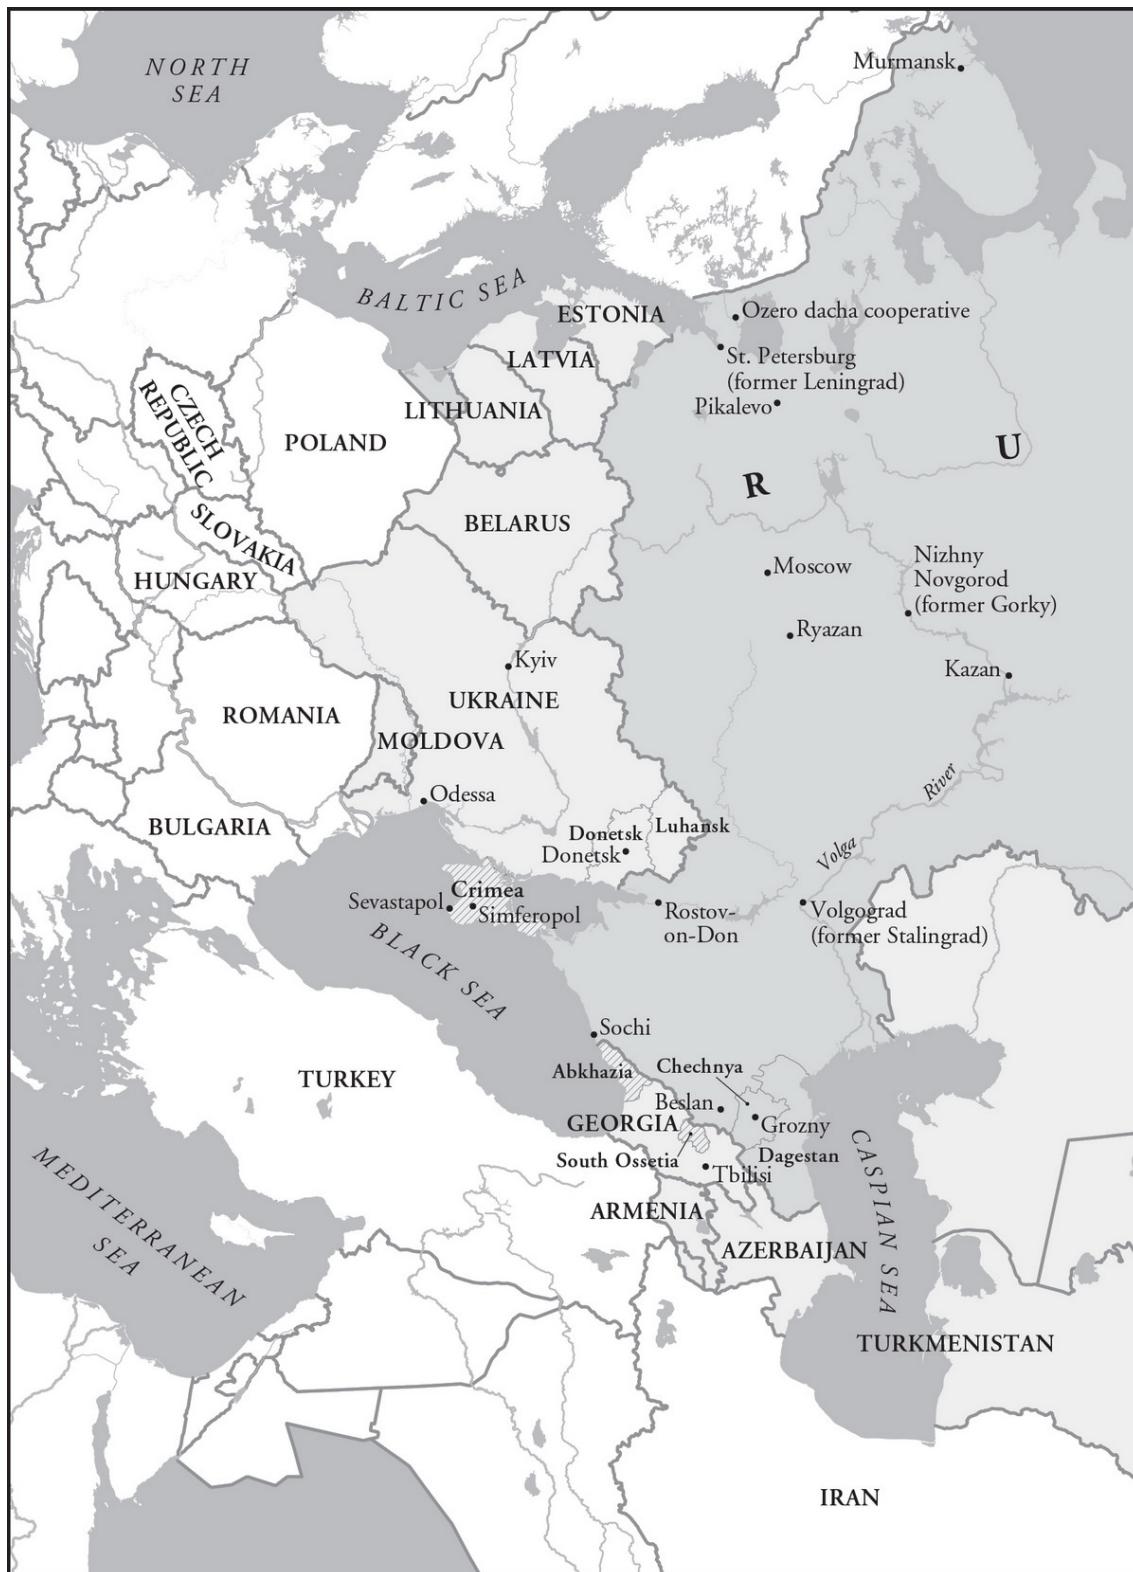 NORTH
SEA
Murmansk
BALTIC SEA
ESTONIA
Ozero dacha cooperative
LATVIA
St. Petersburg
(former Leningrad)
LITHUANIA
Pikalevo
CZECH
REPUBLIC
POLAND
R
U
SLOVAKIA
BELARUS
HUNGARY
Moscow
Nizhny
Novgorod
(former Gorky)
Ryazan
Kyiv
Kazan
UKRAINE
ROMANIA
MOLDOVA
Odessa
Volga
River
BULGARIA
Donetsk
Luhansk
Donetsk
Crimea
Sevastapol
Simferopol
Rostov-
on-Don
Volgograd
(former Stalingrad)
BLACK SEA
Sochi
Abkhazia
Chechnya
TURKEY
Beslan
GEORGIA
Grozny
South Ossetia
Dagestan
Tbilisi
CASPIAN SEA
MEDITERRANEAN
SEA
ARMENIA
AZERBAIJAN
TURKMENISTAN
IRAN